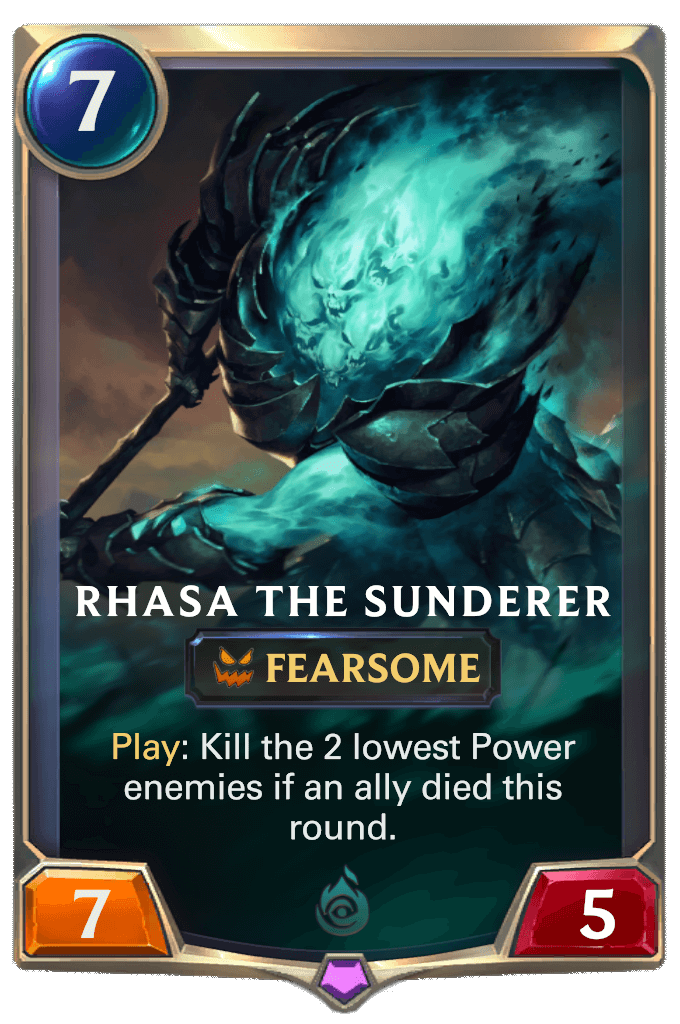 7
RHASA THE SUNDERER
FEARSOME
Play: Kill the 2 lowest Power
enemies if an ally died this
round.
7
5